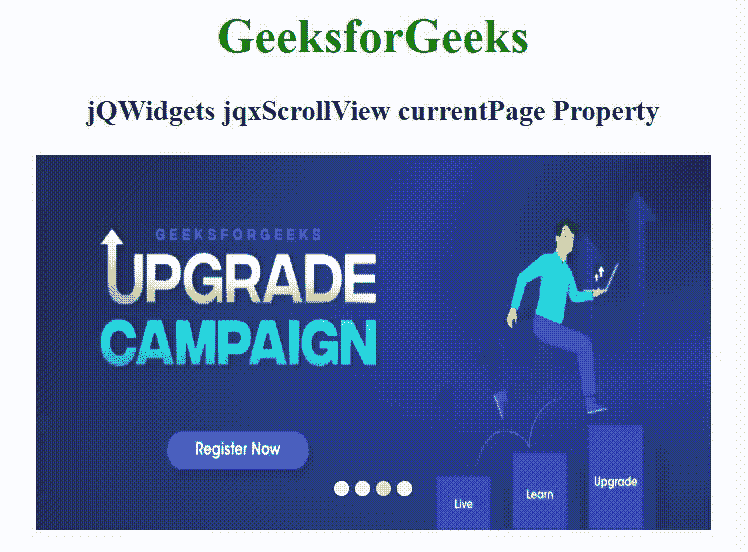 GeeksforGeeks
jQWidgets jqxScrollView currentPage Property
GEEKSFORGEEKS
UPGRADE
CAMPAIGN
Register Now
Live
Learn
Upgrade